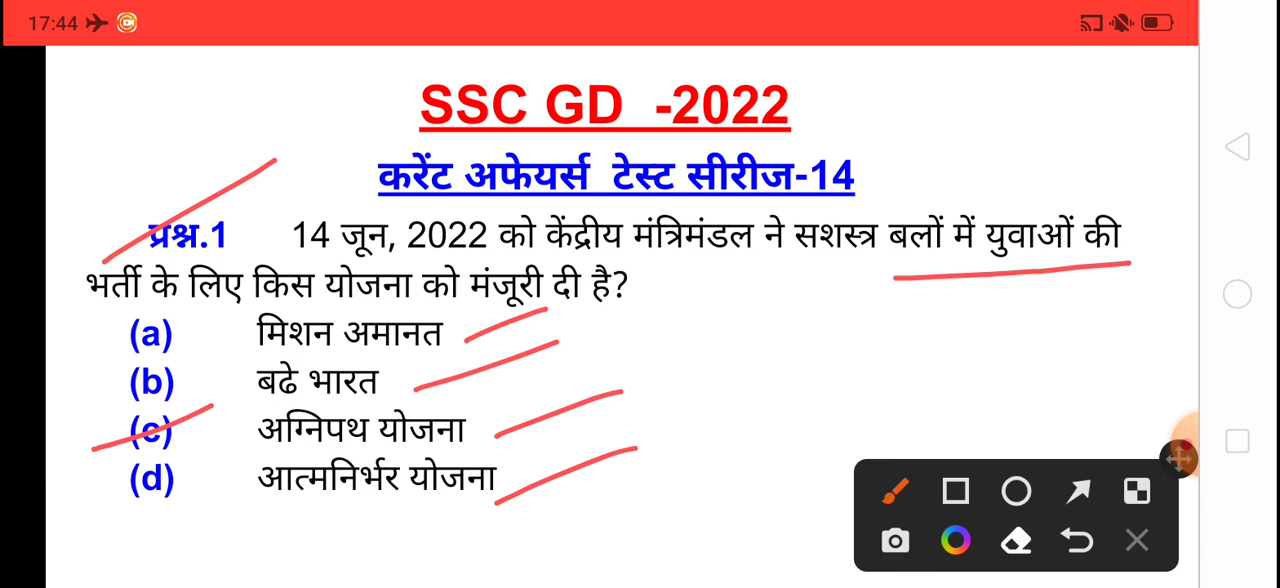 17:44
SSC GD -2022
करेंट अफेयर्स टेस्ट सीरीज-14
प्रश्न.1 14 जून, 2022 को केंद्रीय मंत्रिमंडल ने सशस्त्र बलों में युवाओं की
भर्ती के लिए किस योजना को मंजूरी दी है?
(a) मिशन अमानत
(b) बढे भारत
(c) अग्निपथ योजना
(d) आत्मनिर्भर योजना